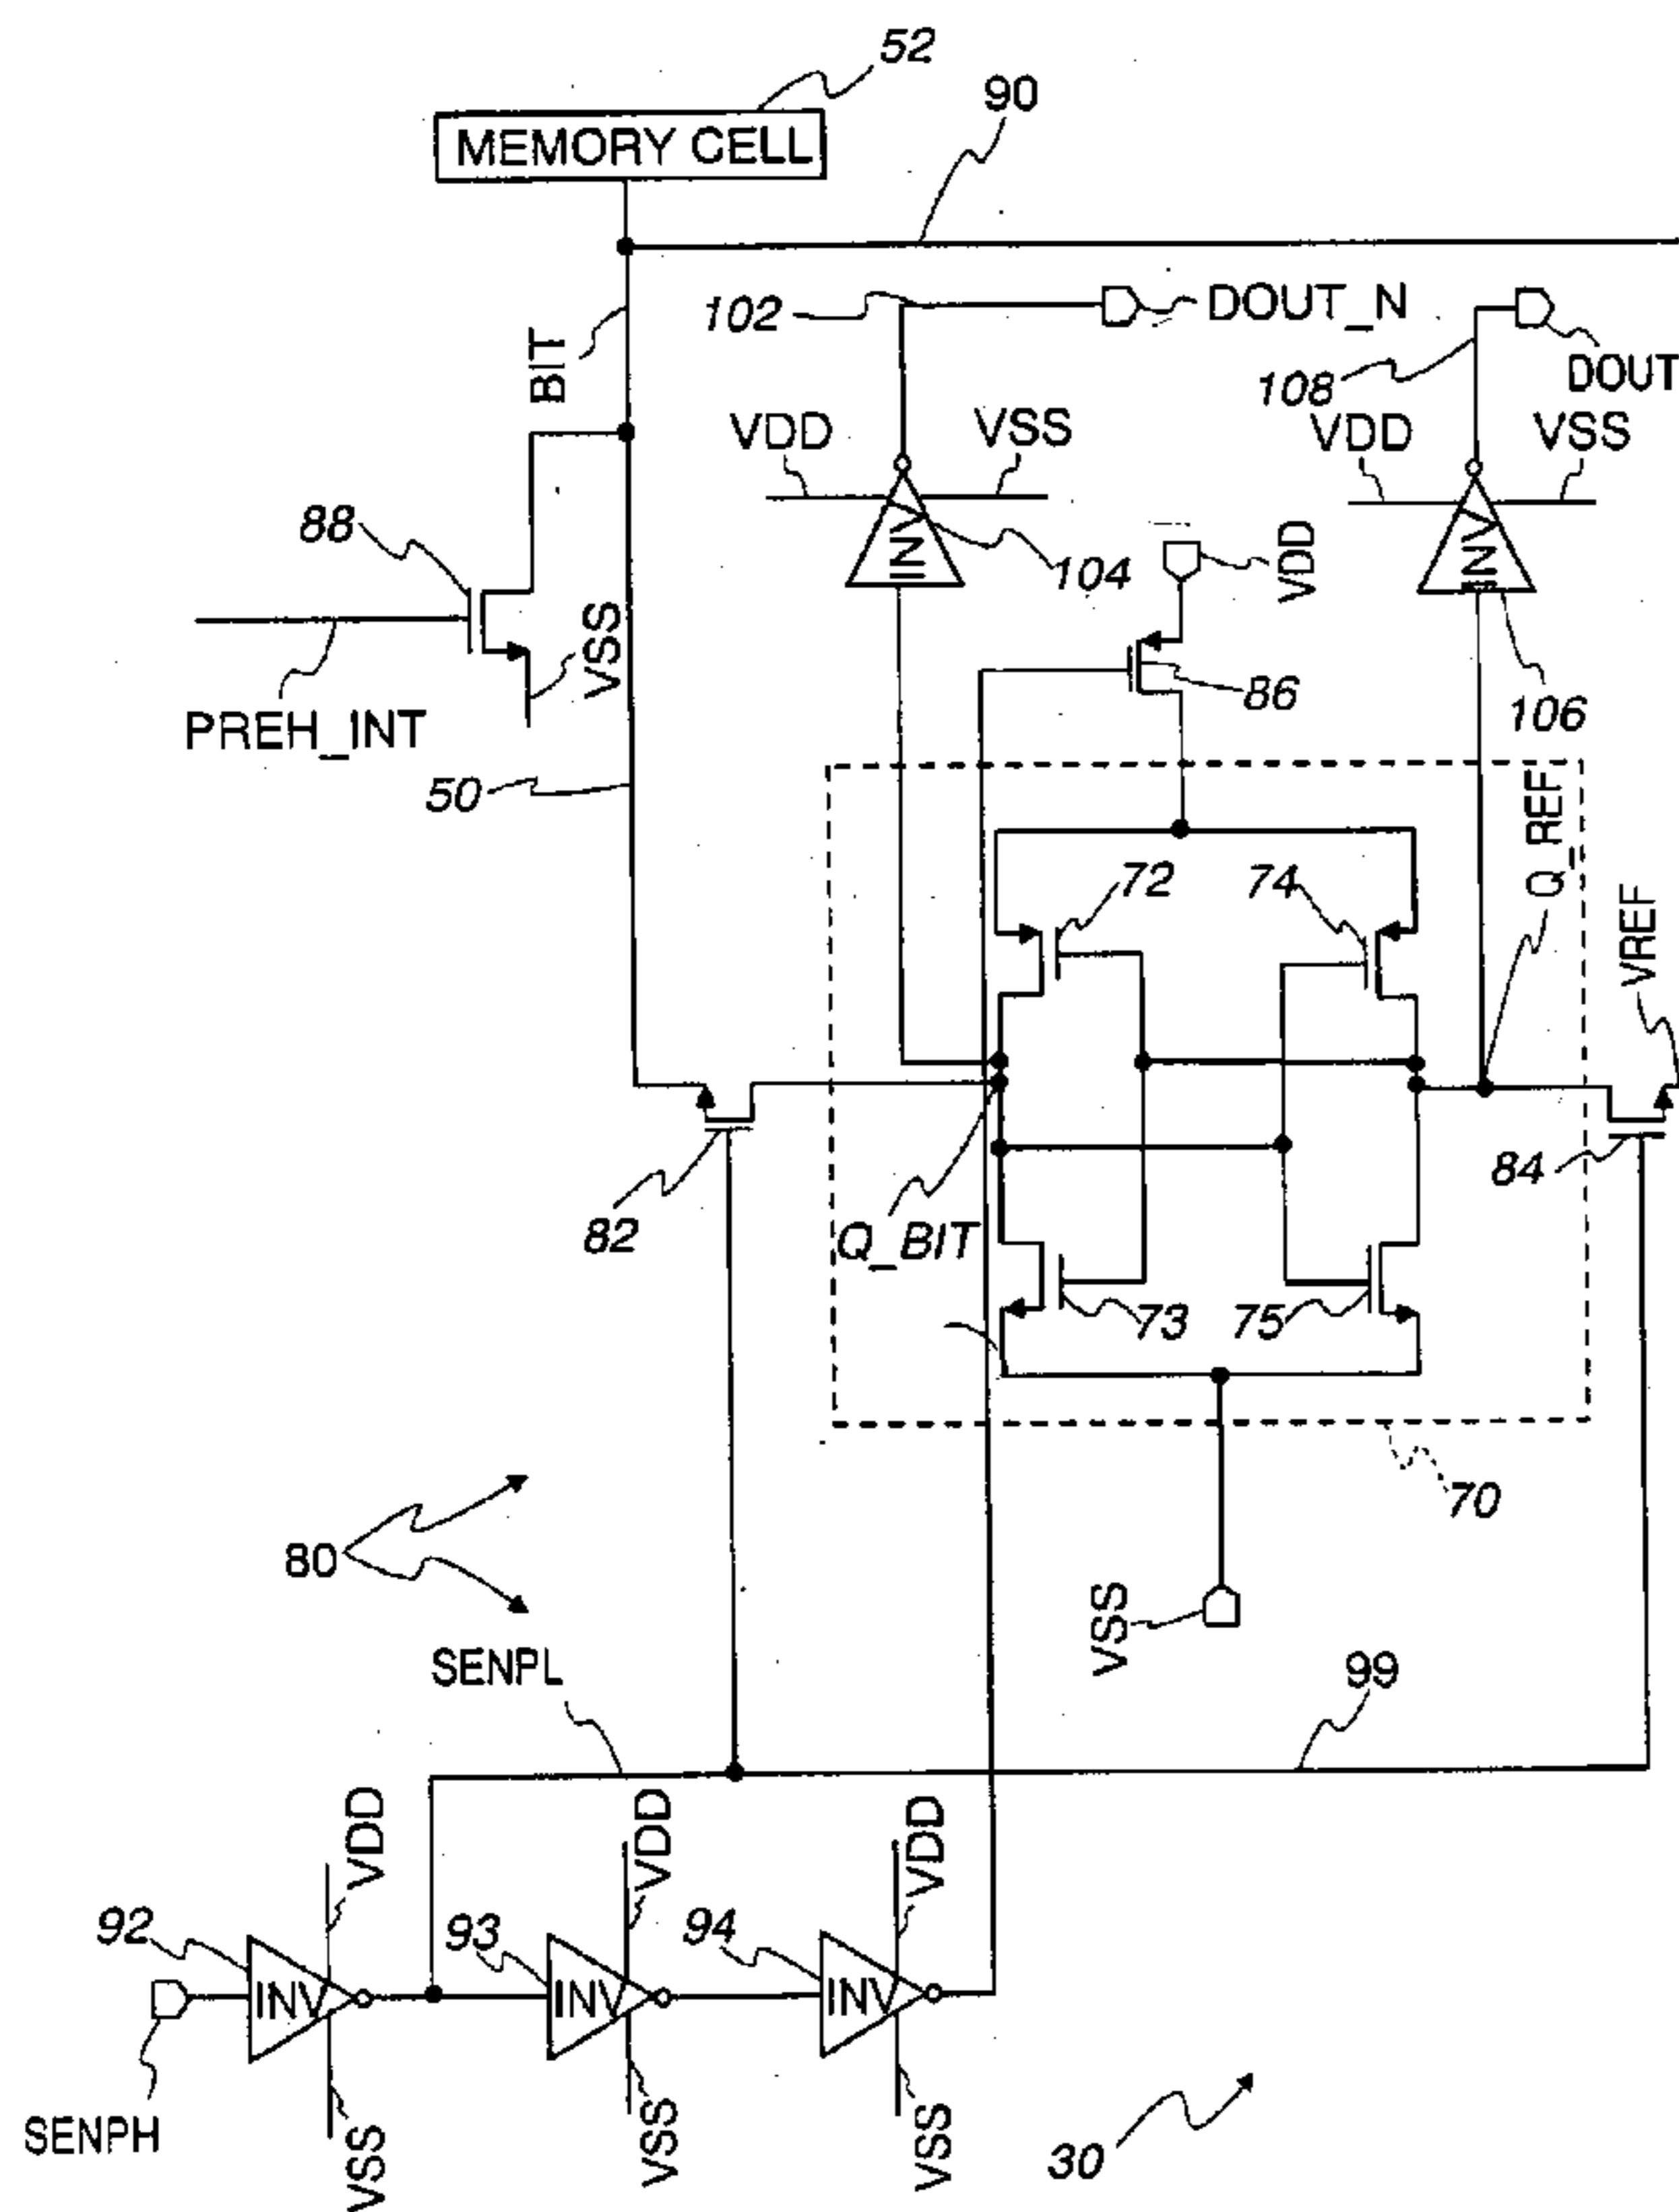 52
MEMORY CELL
90
102
DOUT_N
DOUT
108
BIT
VDD
VSS
VDD
VSS
INV
INV
88
104
VDD
VSS
86
106
PREH_INT
50
Q_REF
72
74
VREF
82
Q_BIT
84
73
75
70
80
VSS
SENPL
99
VDD
VDD
VDD
92
93
94
INV
INV
INV
SENPH
VSS
VSS
VSS
30